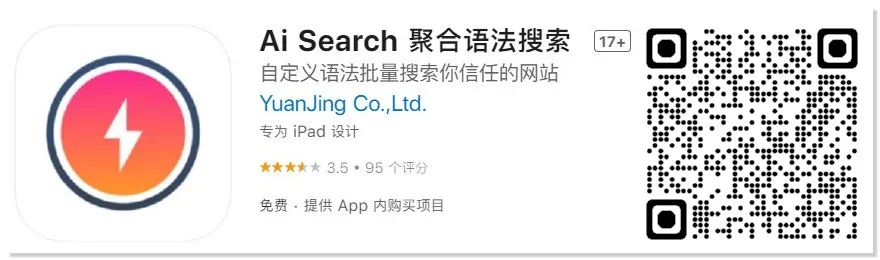 Ai Search 聚合语法搜索 17+
自定义语法批量搜索你信任的网站
YuanJing Co.,Ltd.
专为 iPad 设计
3.5 • 95 个评分
免费 · 提供 App 内购买项目